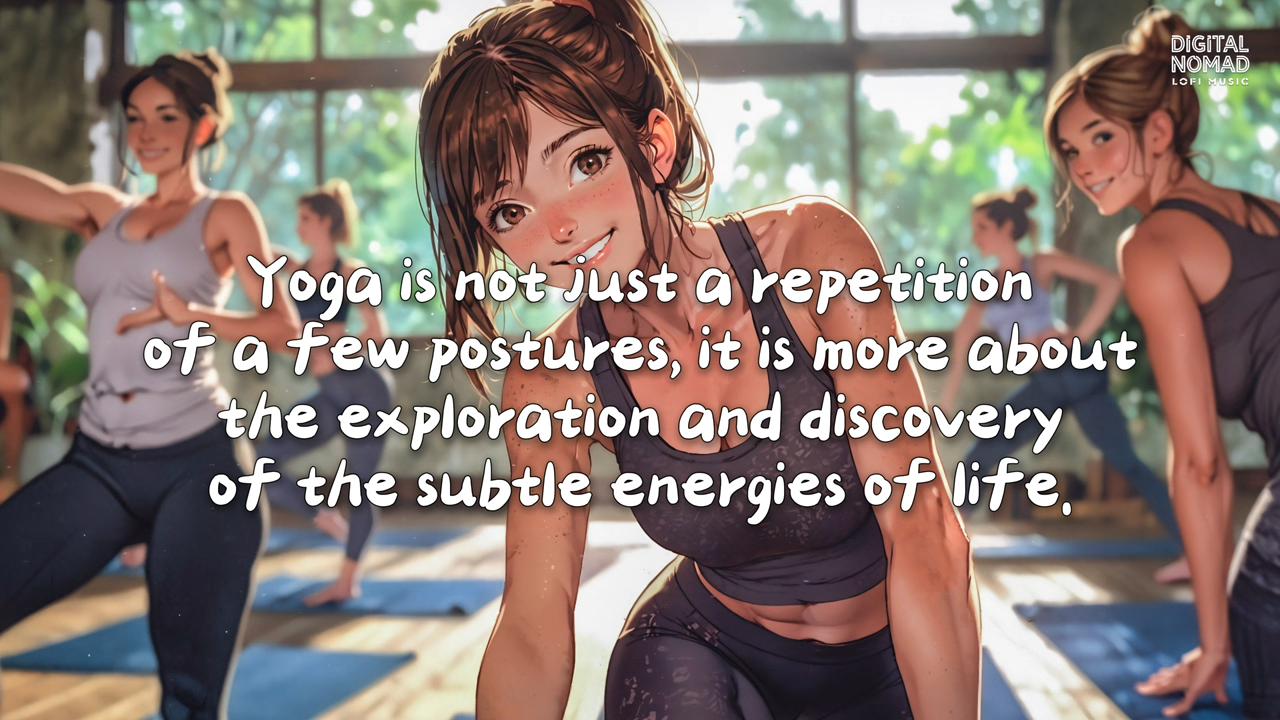 DiGiTAL
NOMAD
LOFI MUSIC
Yoga is not just a repetition
of a few postures, it is more about
the exploration and discovery
of the subtle energies of life.